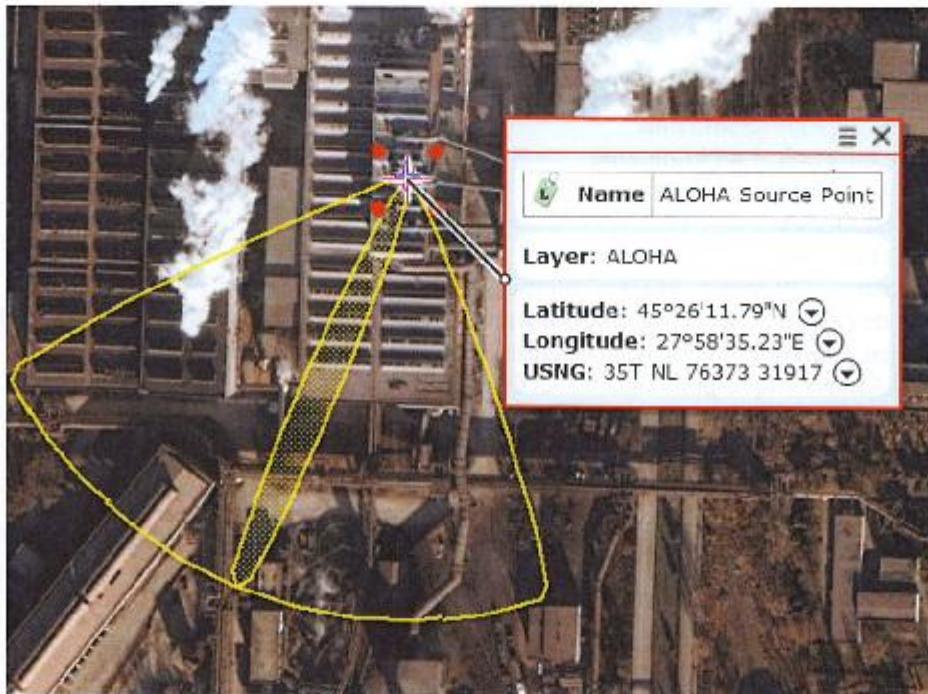 Name ALOHA Source Point
Layer: ALOHA
Latitude: 45°26'11.79"N
Longitude: 27°58'35.23"E
USNG: 35T NL 76373 31917